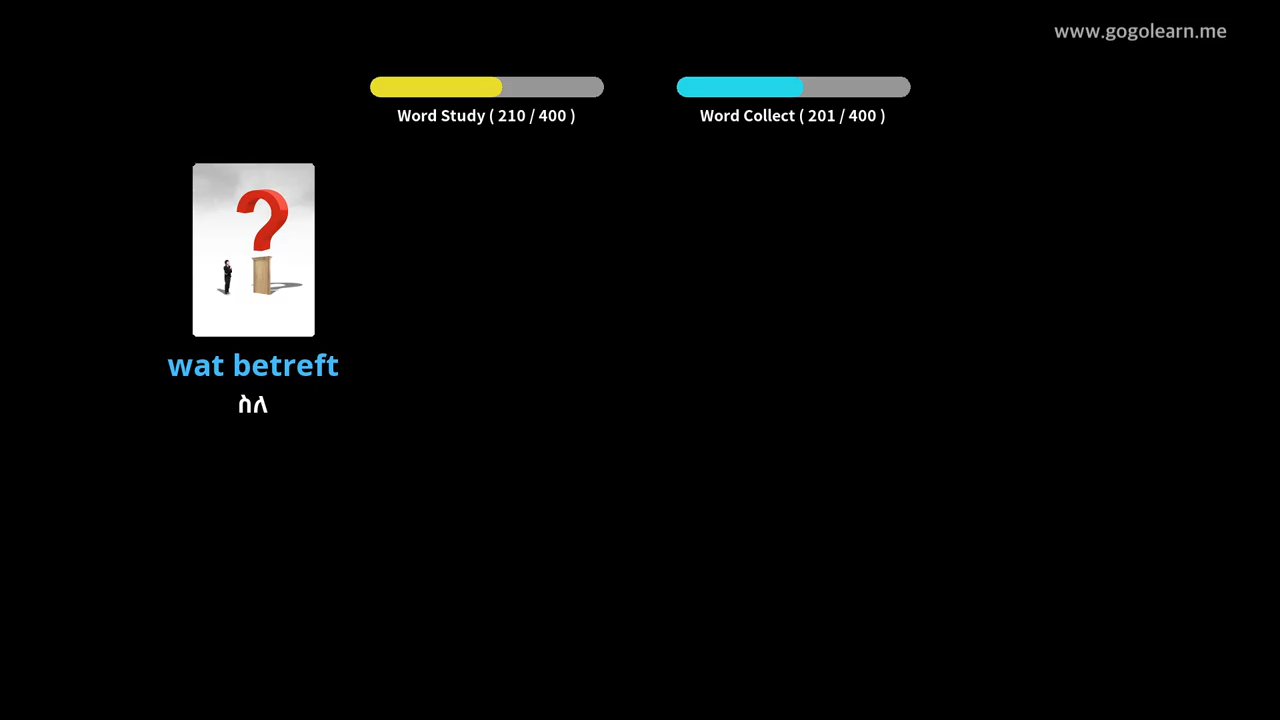 www.gogolearn.me
Word Study ( 210 / 400 )
Word Collect ( 201 / 400 )
wat betreft
ስለ